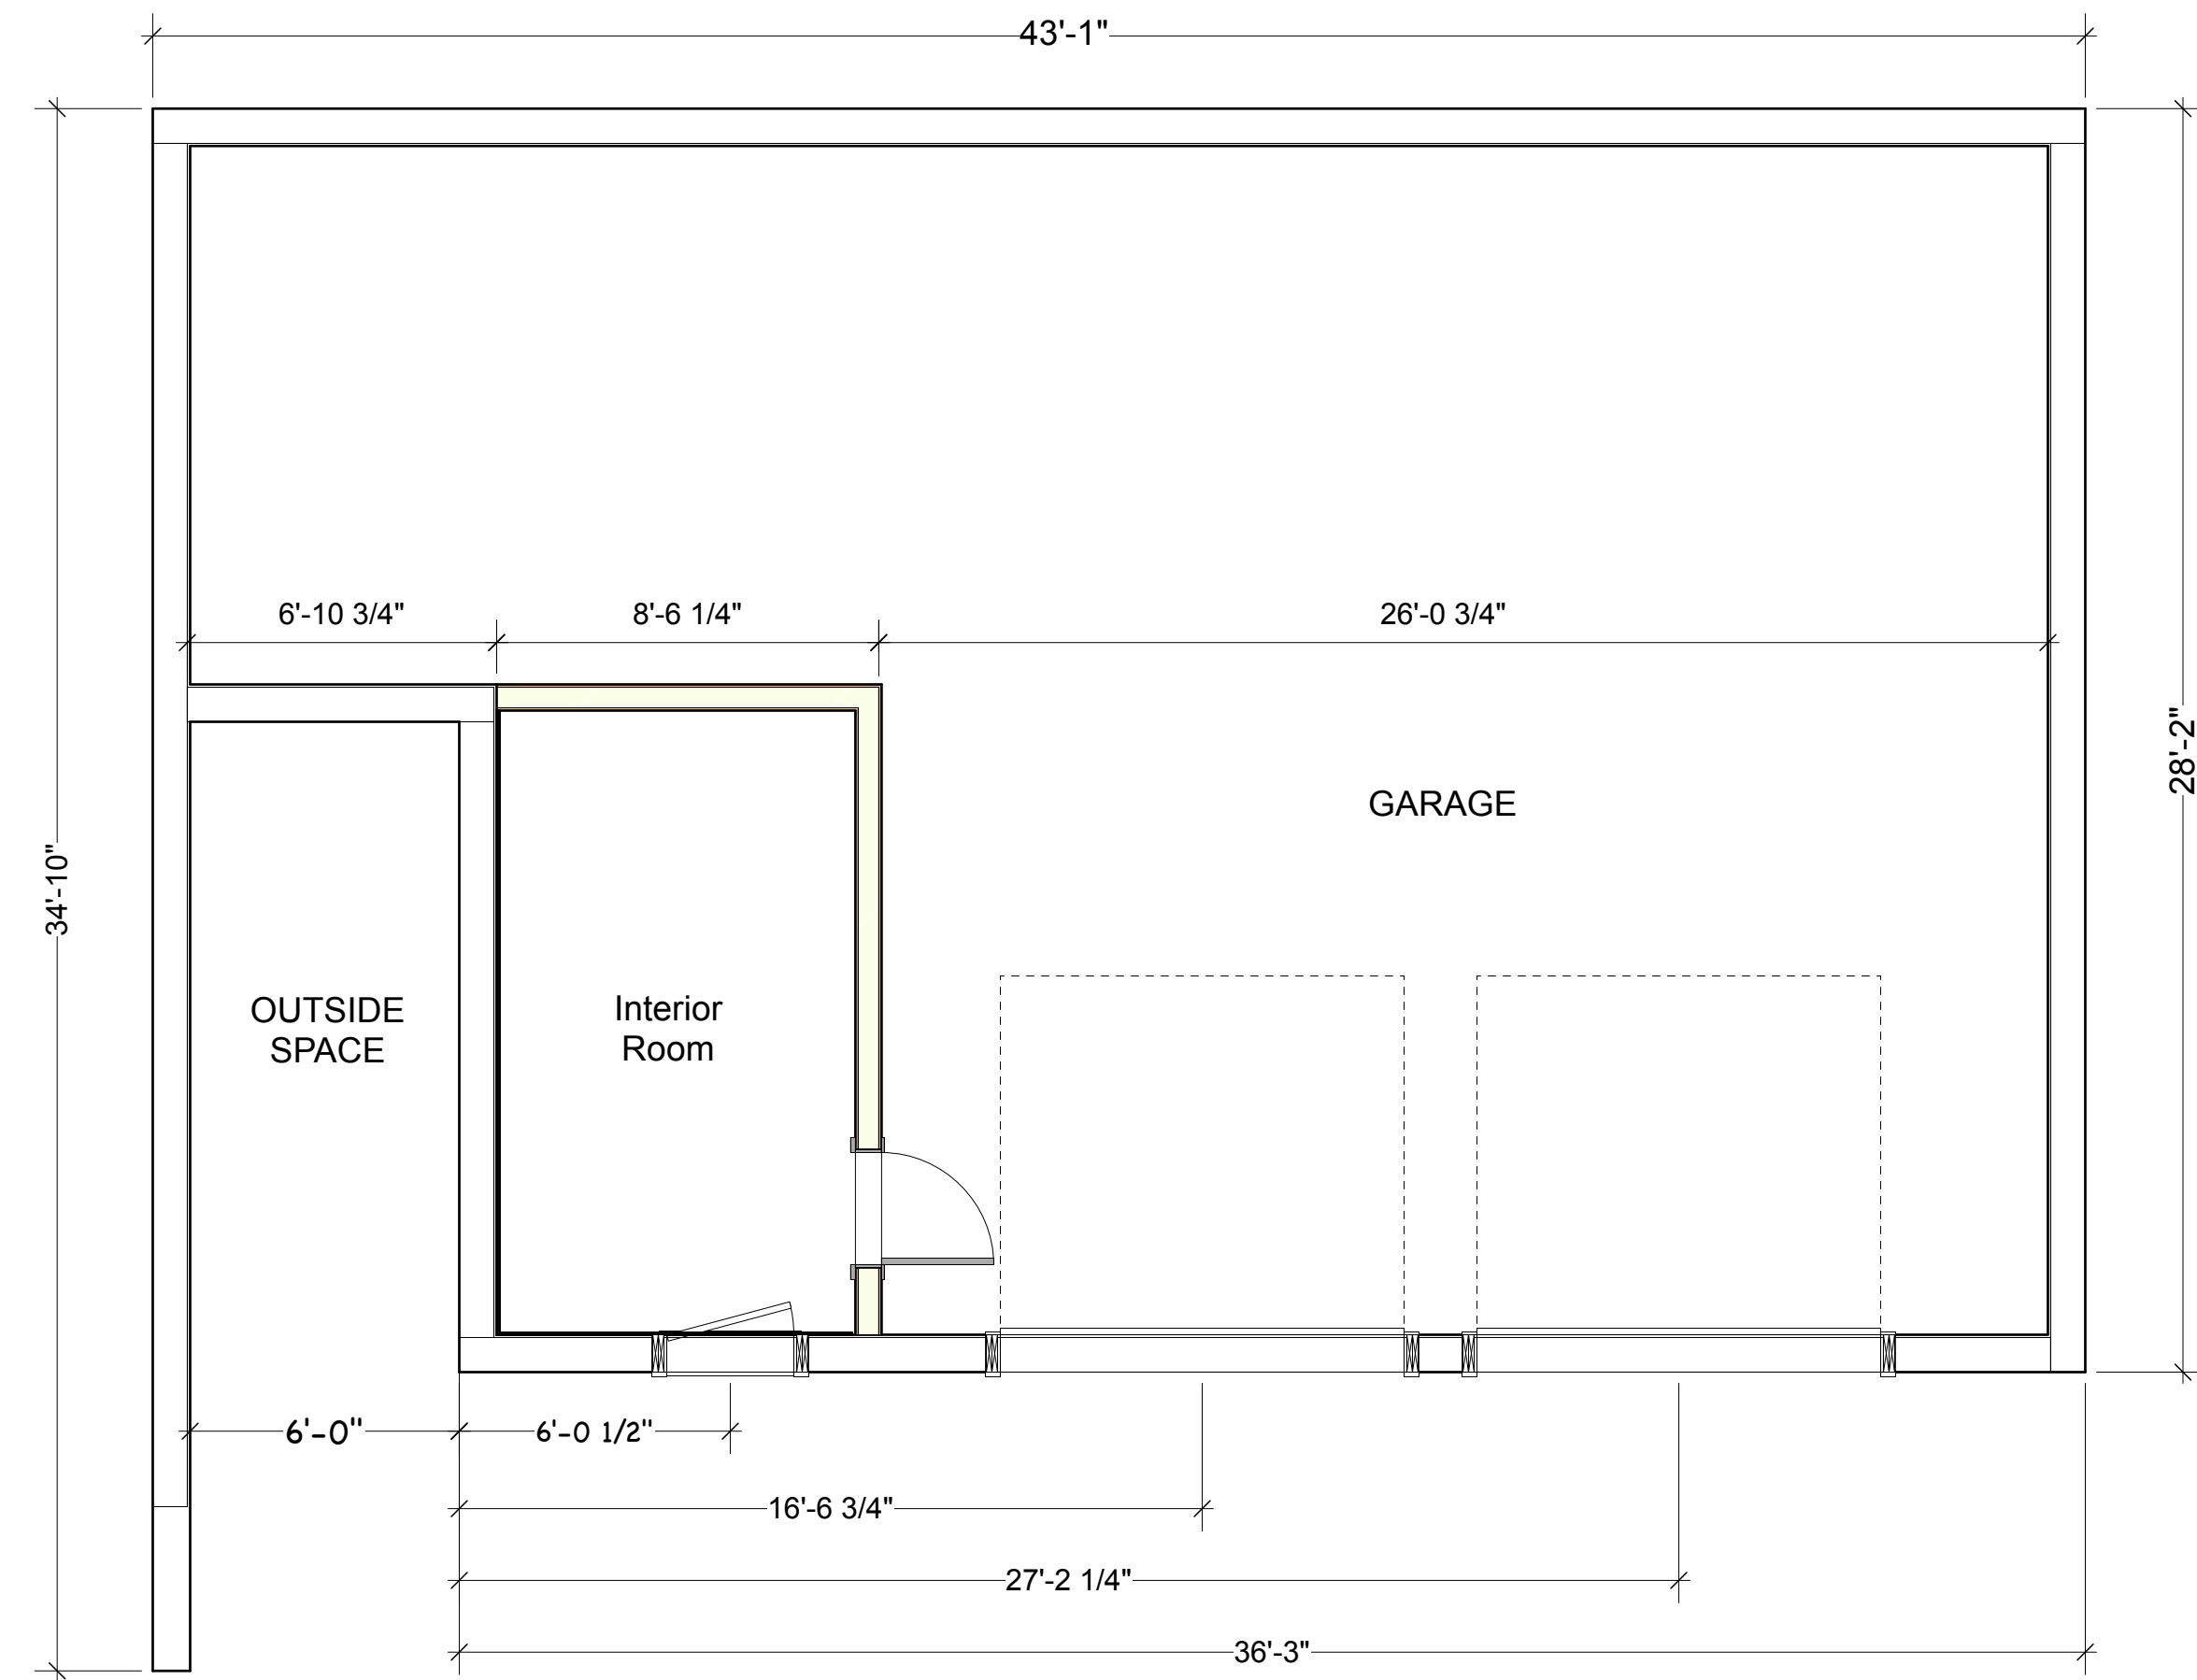 43'-1"
6'-10 3/4"
8'-6 1/4"
26'-0 3/4"
28'-2"
GARAGE
34'-10"
OUTSIDE
SPACE
Interior
Room
6'-0"
6'-0 1/2"
16'-6 3/4"
27'-2 1/4"
36'-3"